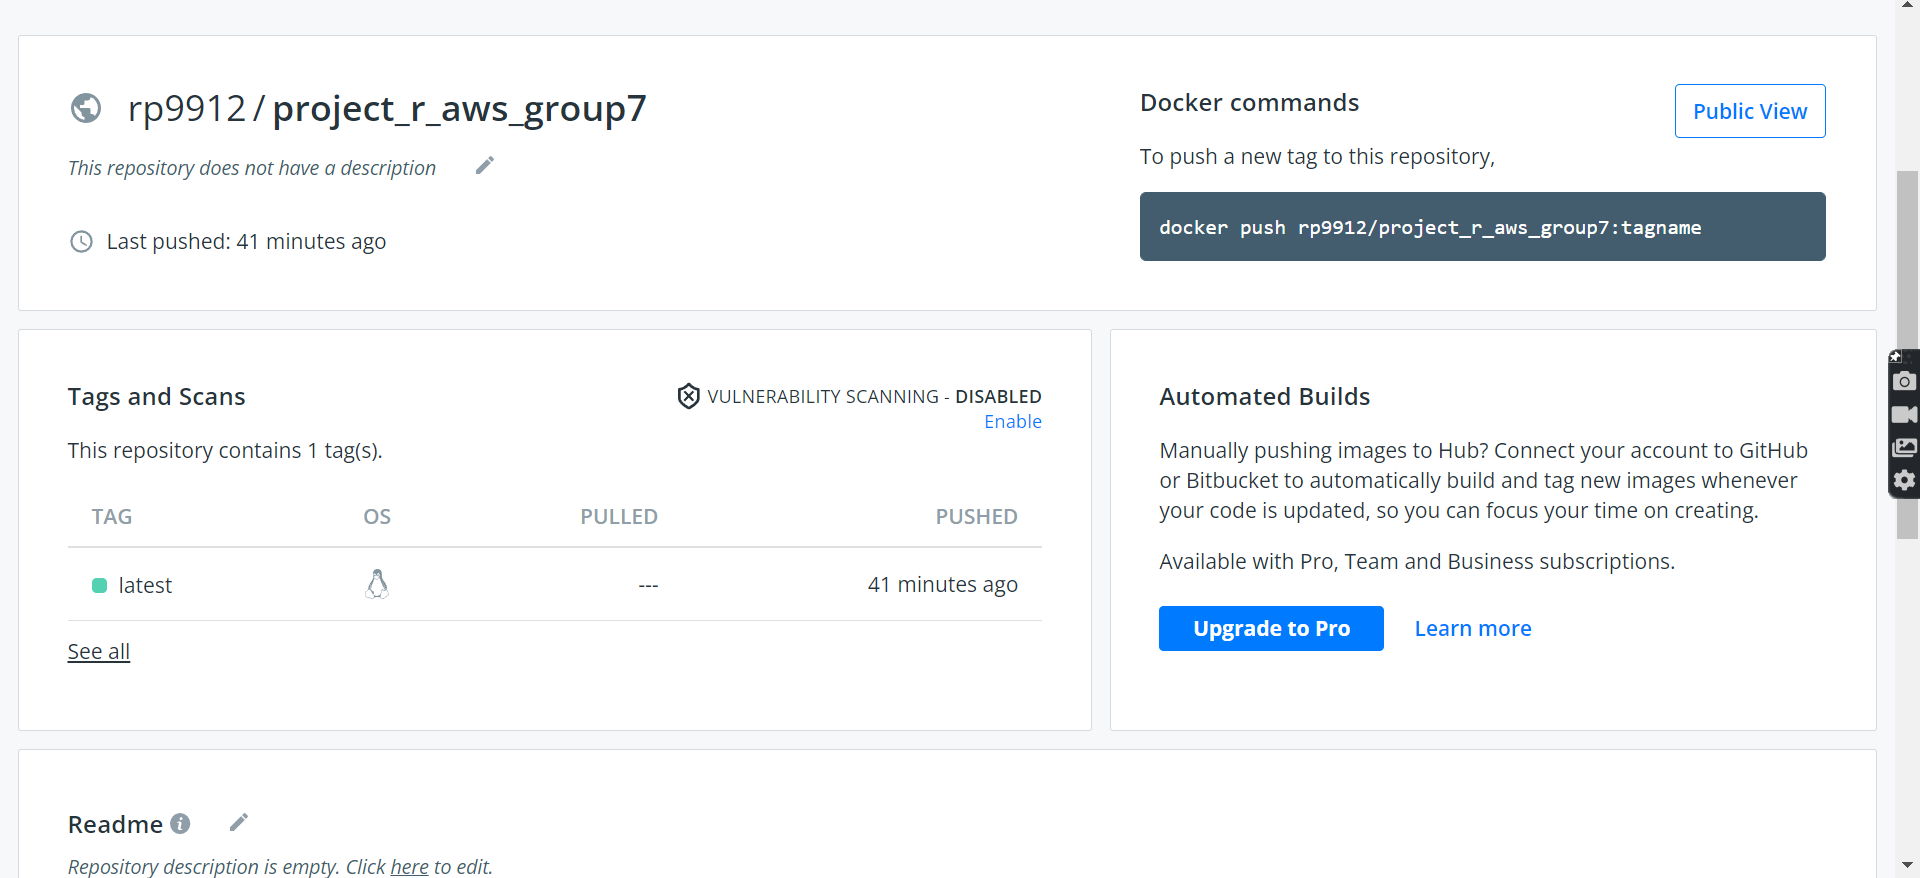 rp9912/project_r_aws_group7
This repository does not have a description
Last pushed: 41 minutes ago
Docker commands
Public View
To push a new tag to this repository,
docker push rp9912/project_r_aws_group7:tagname
Tags and Scans
VULNERABILITY SCANNING - DISABLED
Enable
This repository contains 1 tag(s).
TAG OS PULLED PUSHED
latest --- 41 minutes ago
See all
Automated Builds
Manually pushing images to Hub? Connect your account to GitHub
or Bitbucket to automatically build and tag new images whenever
your code is updated, so you can focus your time on creating.
Available with Pro, Team and Business subscriptions.
Upgrade to Pro Learn more
Readme
Repository description is empty. Click here to edit.